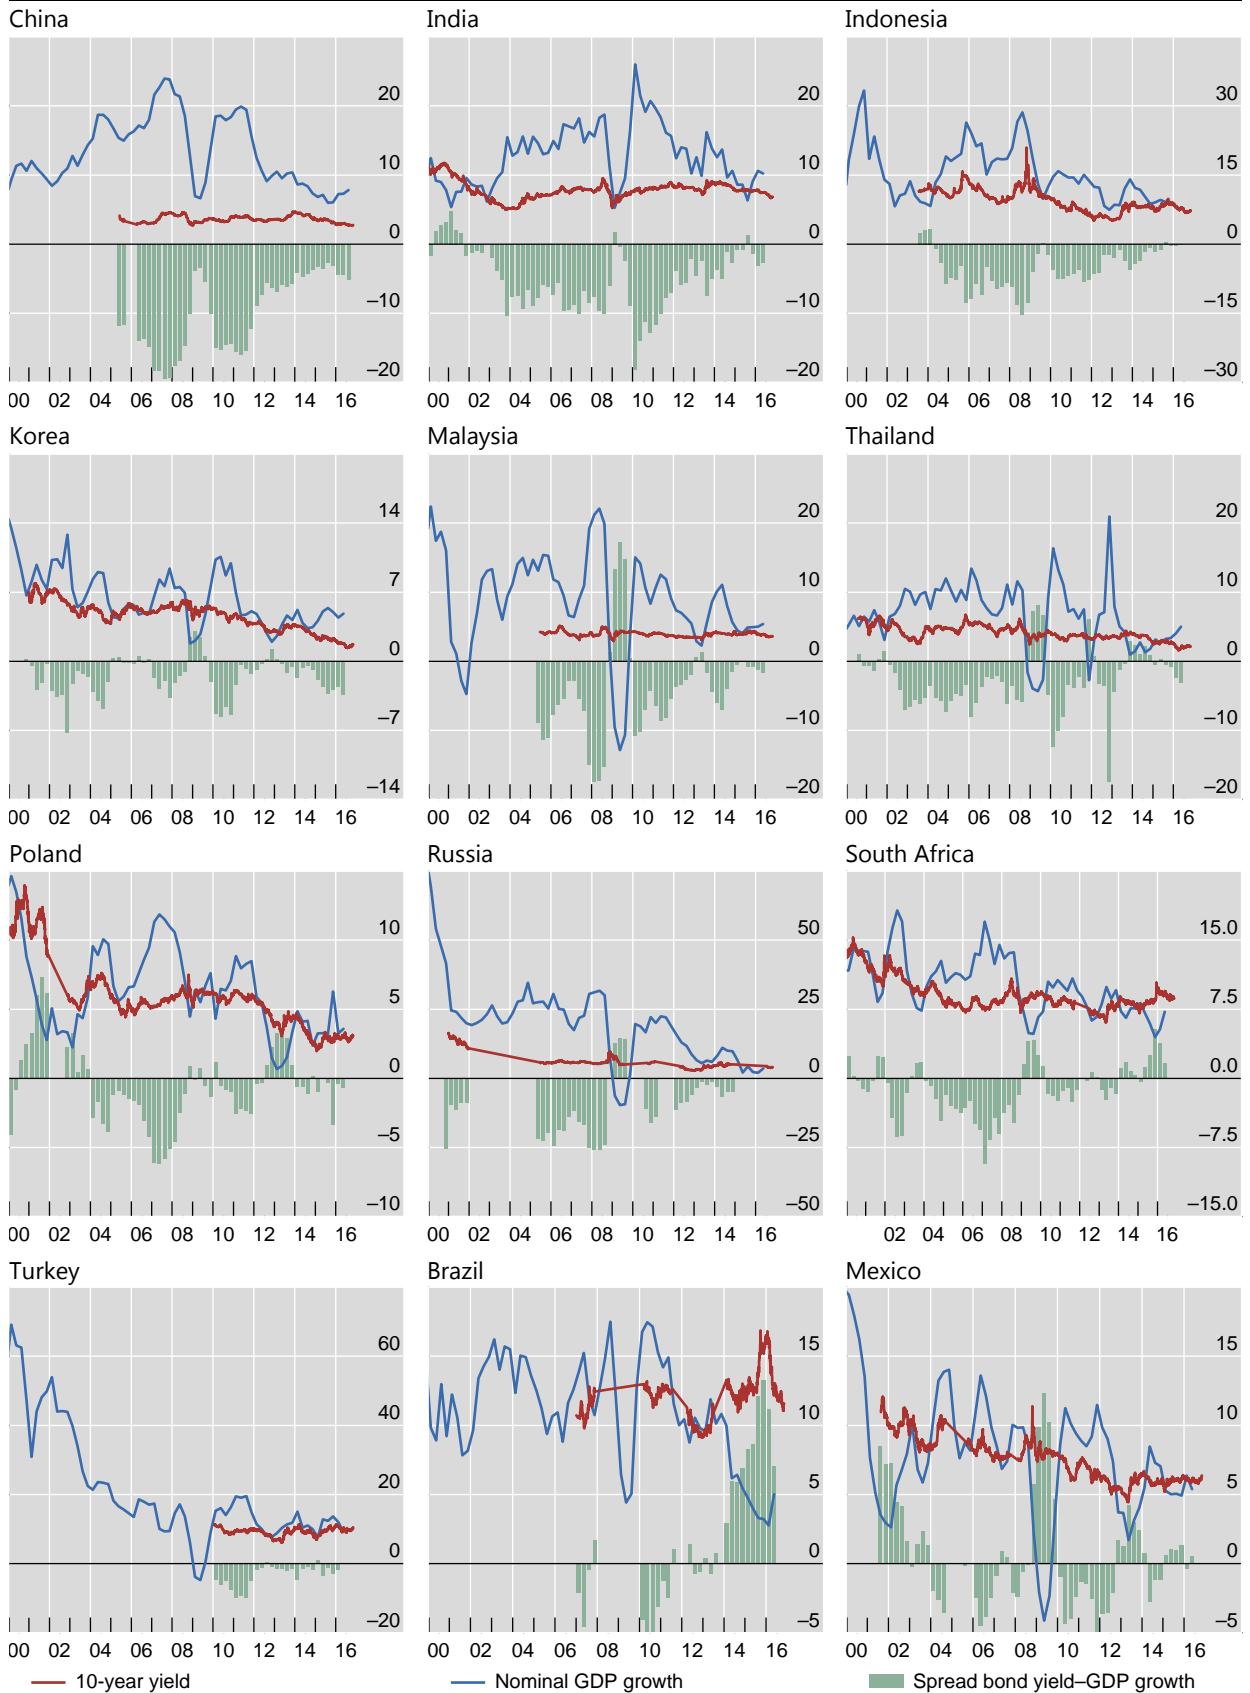 China India Indonesia
20 20 30
10 10 15
0 0 0
–10 –10 –15
–20 –20 –30
00 02 04 06 08 10 12 14 16 00 02 04 06 08 10 12 14 16 00 02 04 06 08 10 12 14 16
Korea Malaysia Thailand
14 20 20
7 10 10
0 0 0
–7 –10 –10
–14 –20 –20
00 02 04 06 08 10 12 14 16 00 02 04 06 08 10 12 14 16 00 02 04 06 08 10 12 14 16
Poland Russia South Africa
10 50 15.0
5 25 7.5
0 0 0.0
–5 –25 –7.5
–10 –50 –15.0
00 02 04 06 08 10 12 14 16 00 02 04 06 08 10 12 14 16 02 04 06 08 10 12 14 16
Turkey Brazil Mexico
60 15 15
40 10 10
20 5 5
0 0 0
–20 –5 –5
00 02 04 06 08 10 12 14 16 00 02 04 06 08 10 12 14 16 02 04 06 08 10 12 14 16
10-year yield Nominal GDP growth Spread bond yield–GDP growth